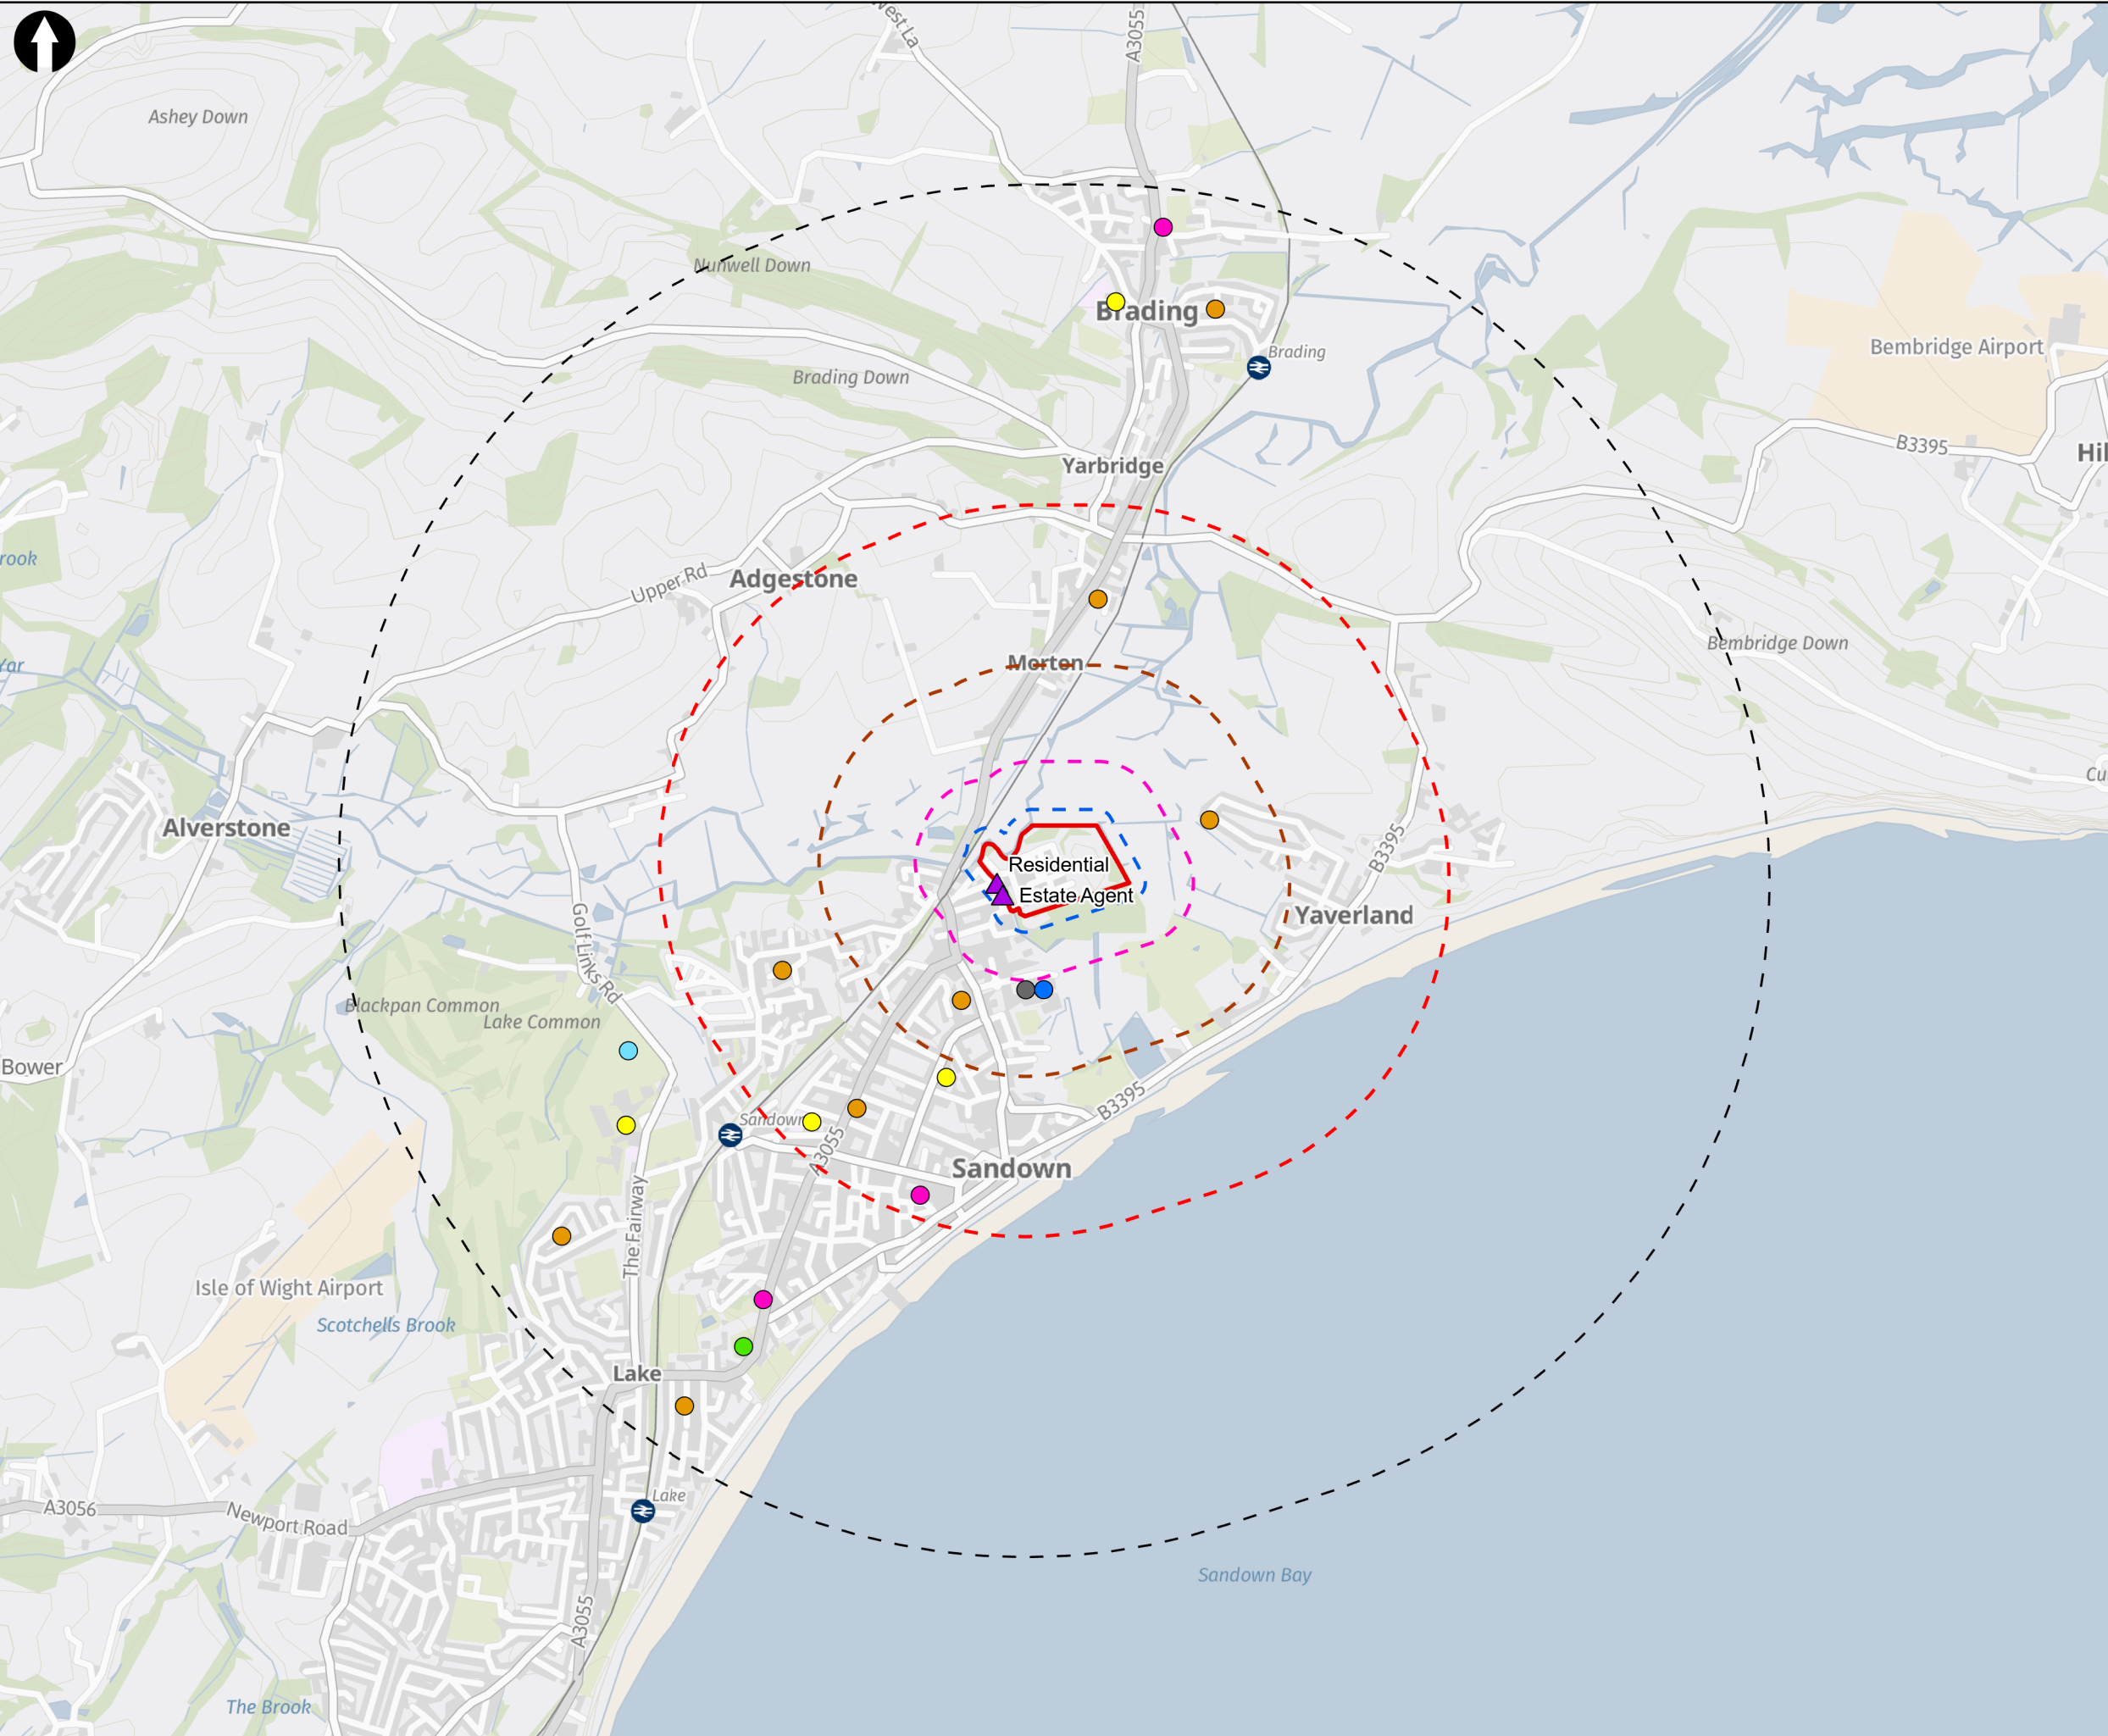 West La
A3055
Ashey Down
Nunwell Down
Brading
Brading
Bembridge Airport
Brading Down
B3395
Hil
Yarbridge
rook
Adgestone
Upper Rd
Bembridge Down
Yar
Morton
Cu
Alverstone
B3395
Residential
Estate Agent
Yaverland
Golf Links Rd
Blackpan Common
Lake Common
Bower
B3395
Sandown
A3055
Sandown
The Fairway
Isle of Wight Airport
Scotchells Brook
Lake
Lake
A3056
Newport Road
Sandown Bay
A3055
The Brook